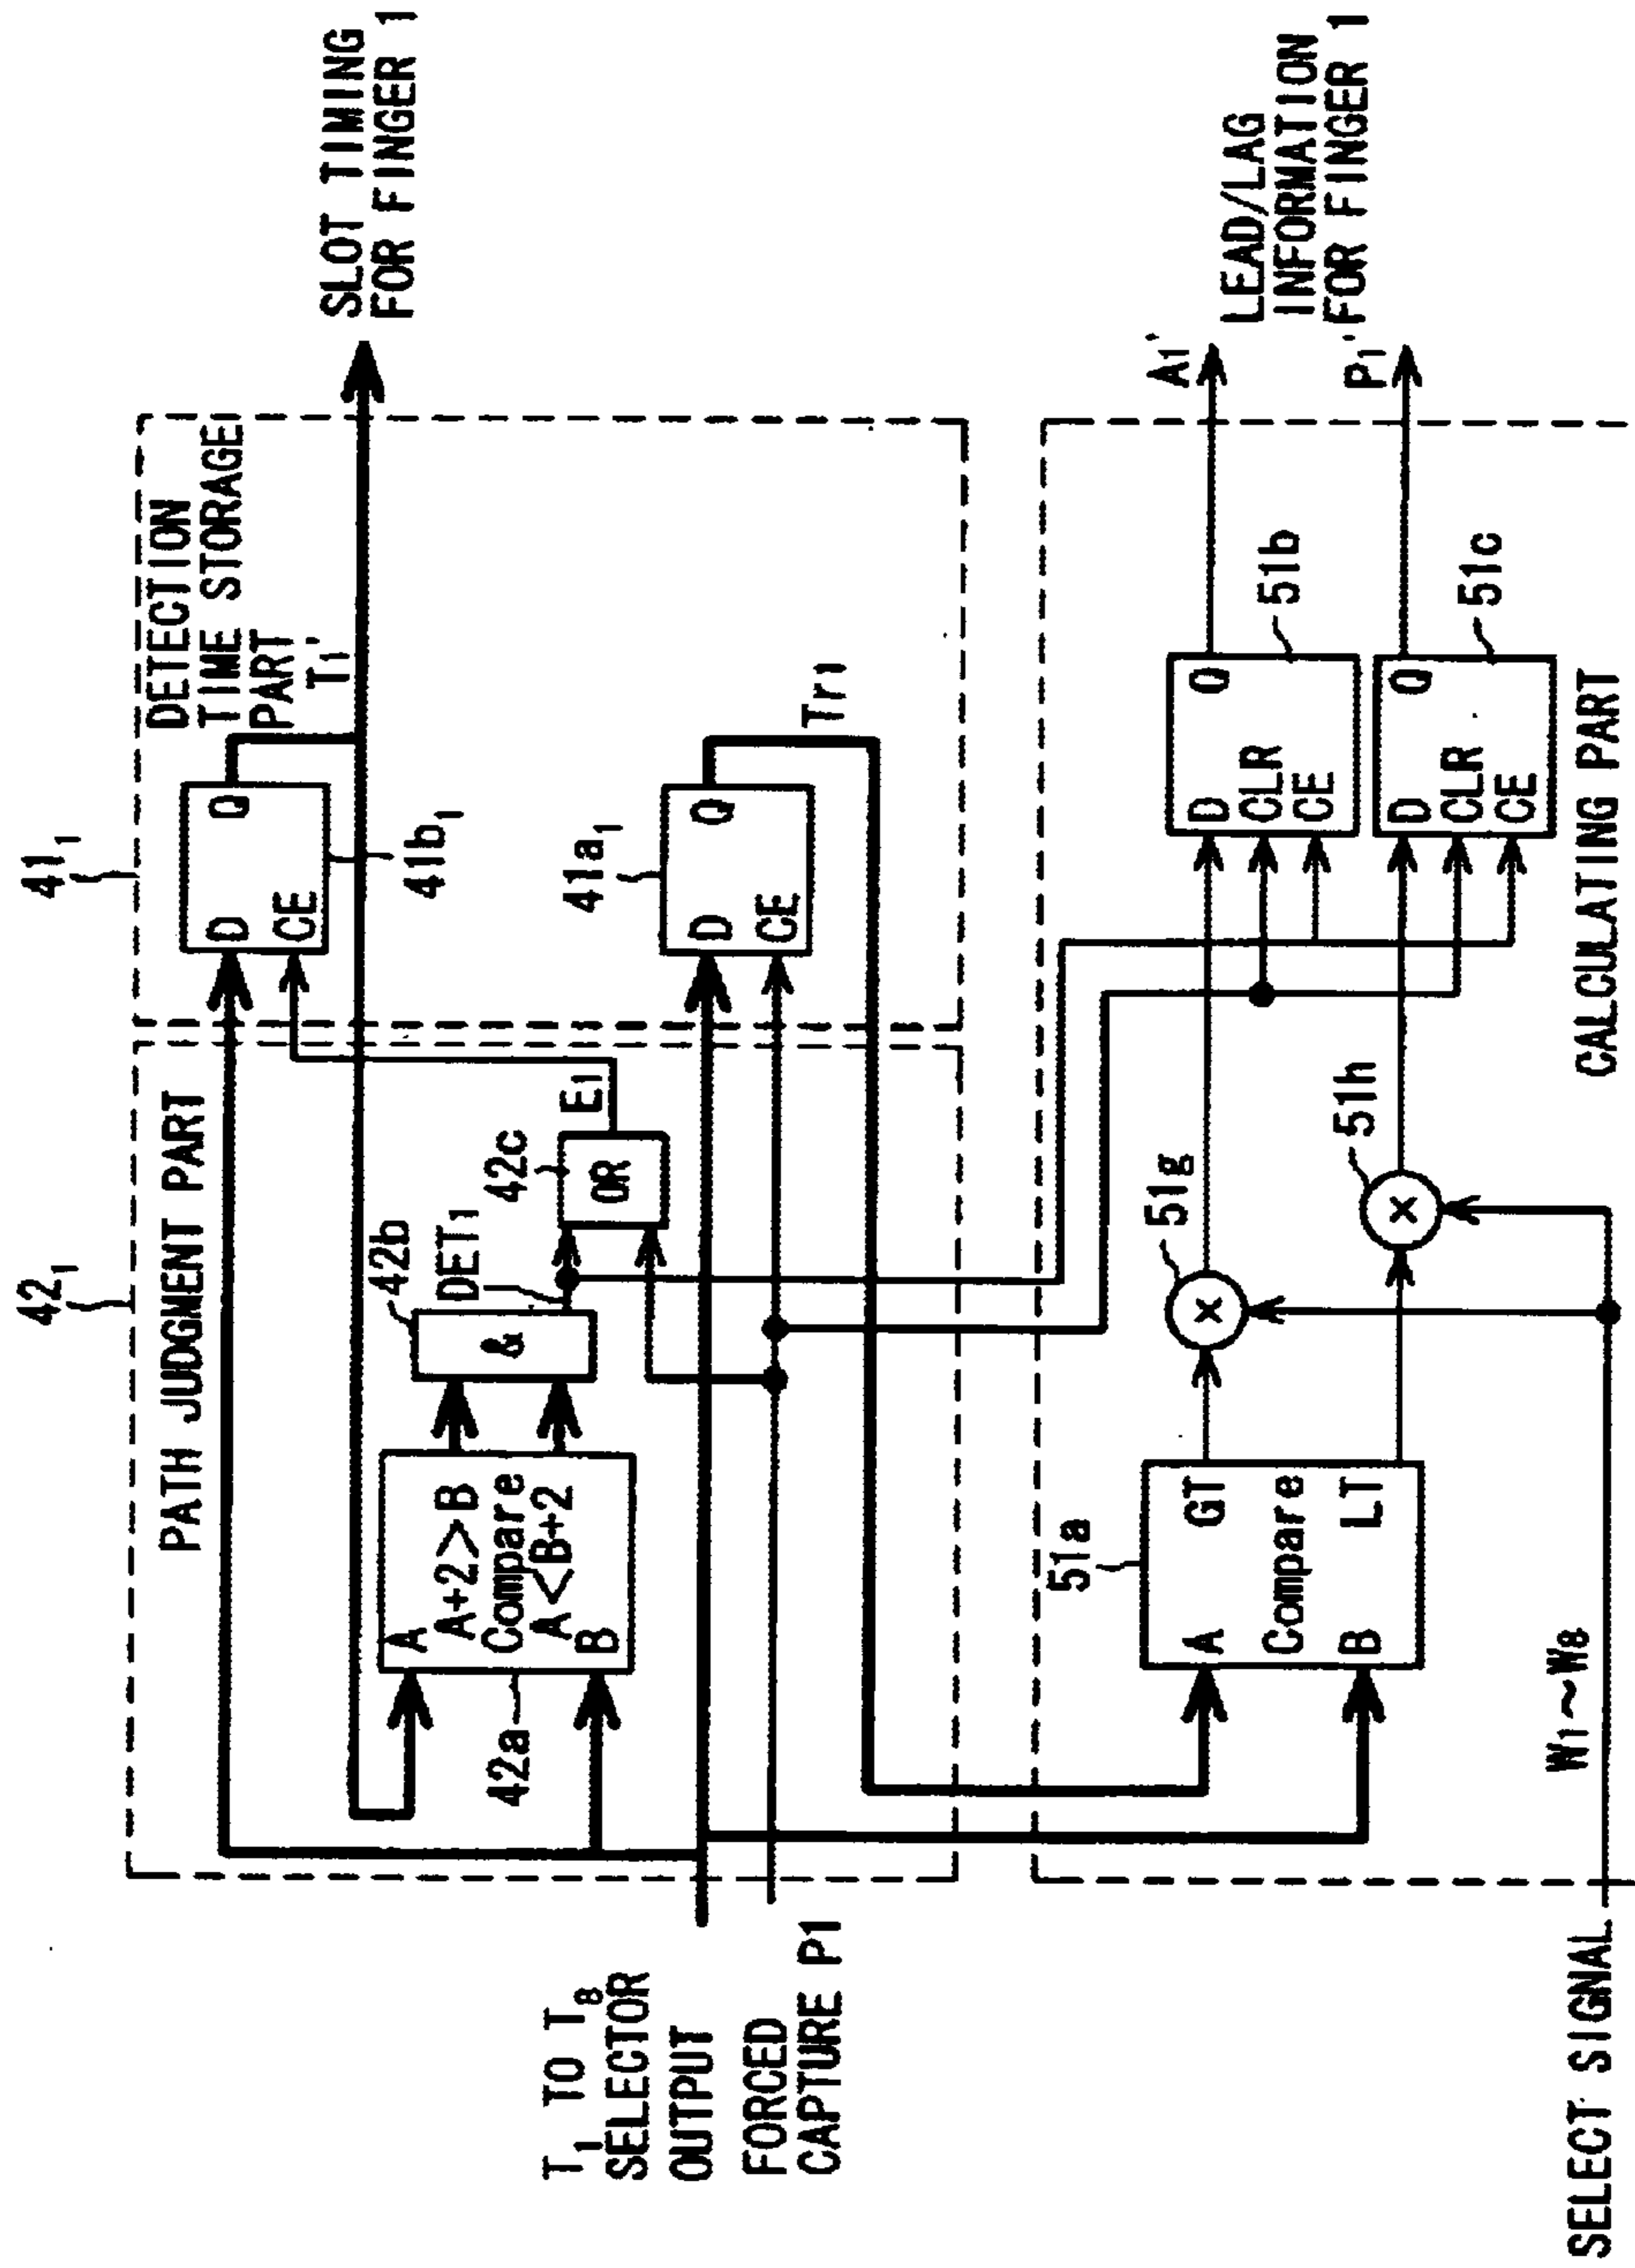 42₁
41₁
PATH JUDGMENT PART
DETECTION
TIME STORAGE
PART
T₁'
SLOT TIMING
FOR FINGER 1
D
Q
CE
41b₁
A
A+2>B
Compare
A<B+2
B
42a
42b
&
DET₁
42c
OR
E₁
41a₁
D
Q
CE
Tr₁
T₁ TO T₈
SELECTOR
OUTPUT
FORCED
CAPTURE P1
51a
A
GT
Compare
B
LT
51g
×
51h
×
D
Q
CLR
CE
51b
D
Q
CLR
CE
51c
A₁'
P₁'
LEAD/LAG
INFORMATION
FOR FINGER 1
W₁~W₈
SELECT SIGNAL
CALCULATING PART